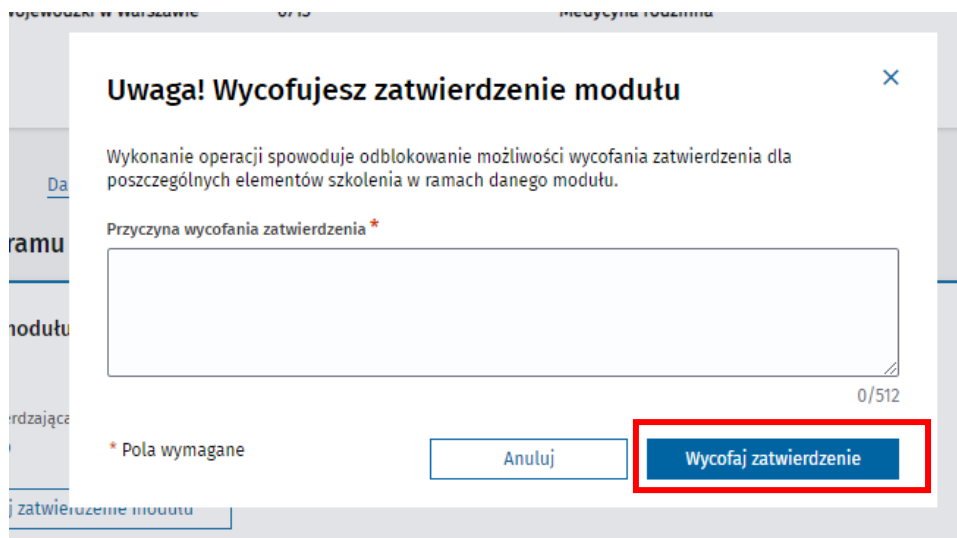 w Warszawie
Medycyna rodzinna
Uwaga! Wycofujesz zatwierdzenie modułu
Wykonanie operacji spowoduje odblokowanie możliwości wycofania zatwierdzenia dla
Da
poszczególnych elementów szkolenia w ramach danego modułu.
Przyczyna wycofania zatwierdzenia *
ramu
modułu
0/512
rdzająca
* Pola wymagane
Anuluj
Wycofaj zatwierdzenie
j zatwierdzenie modułu